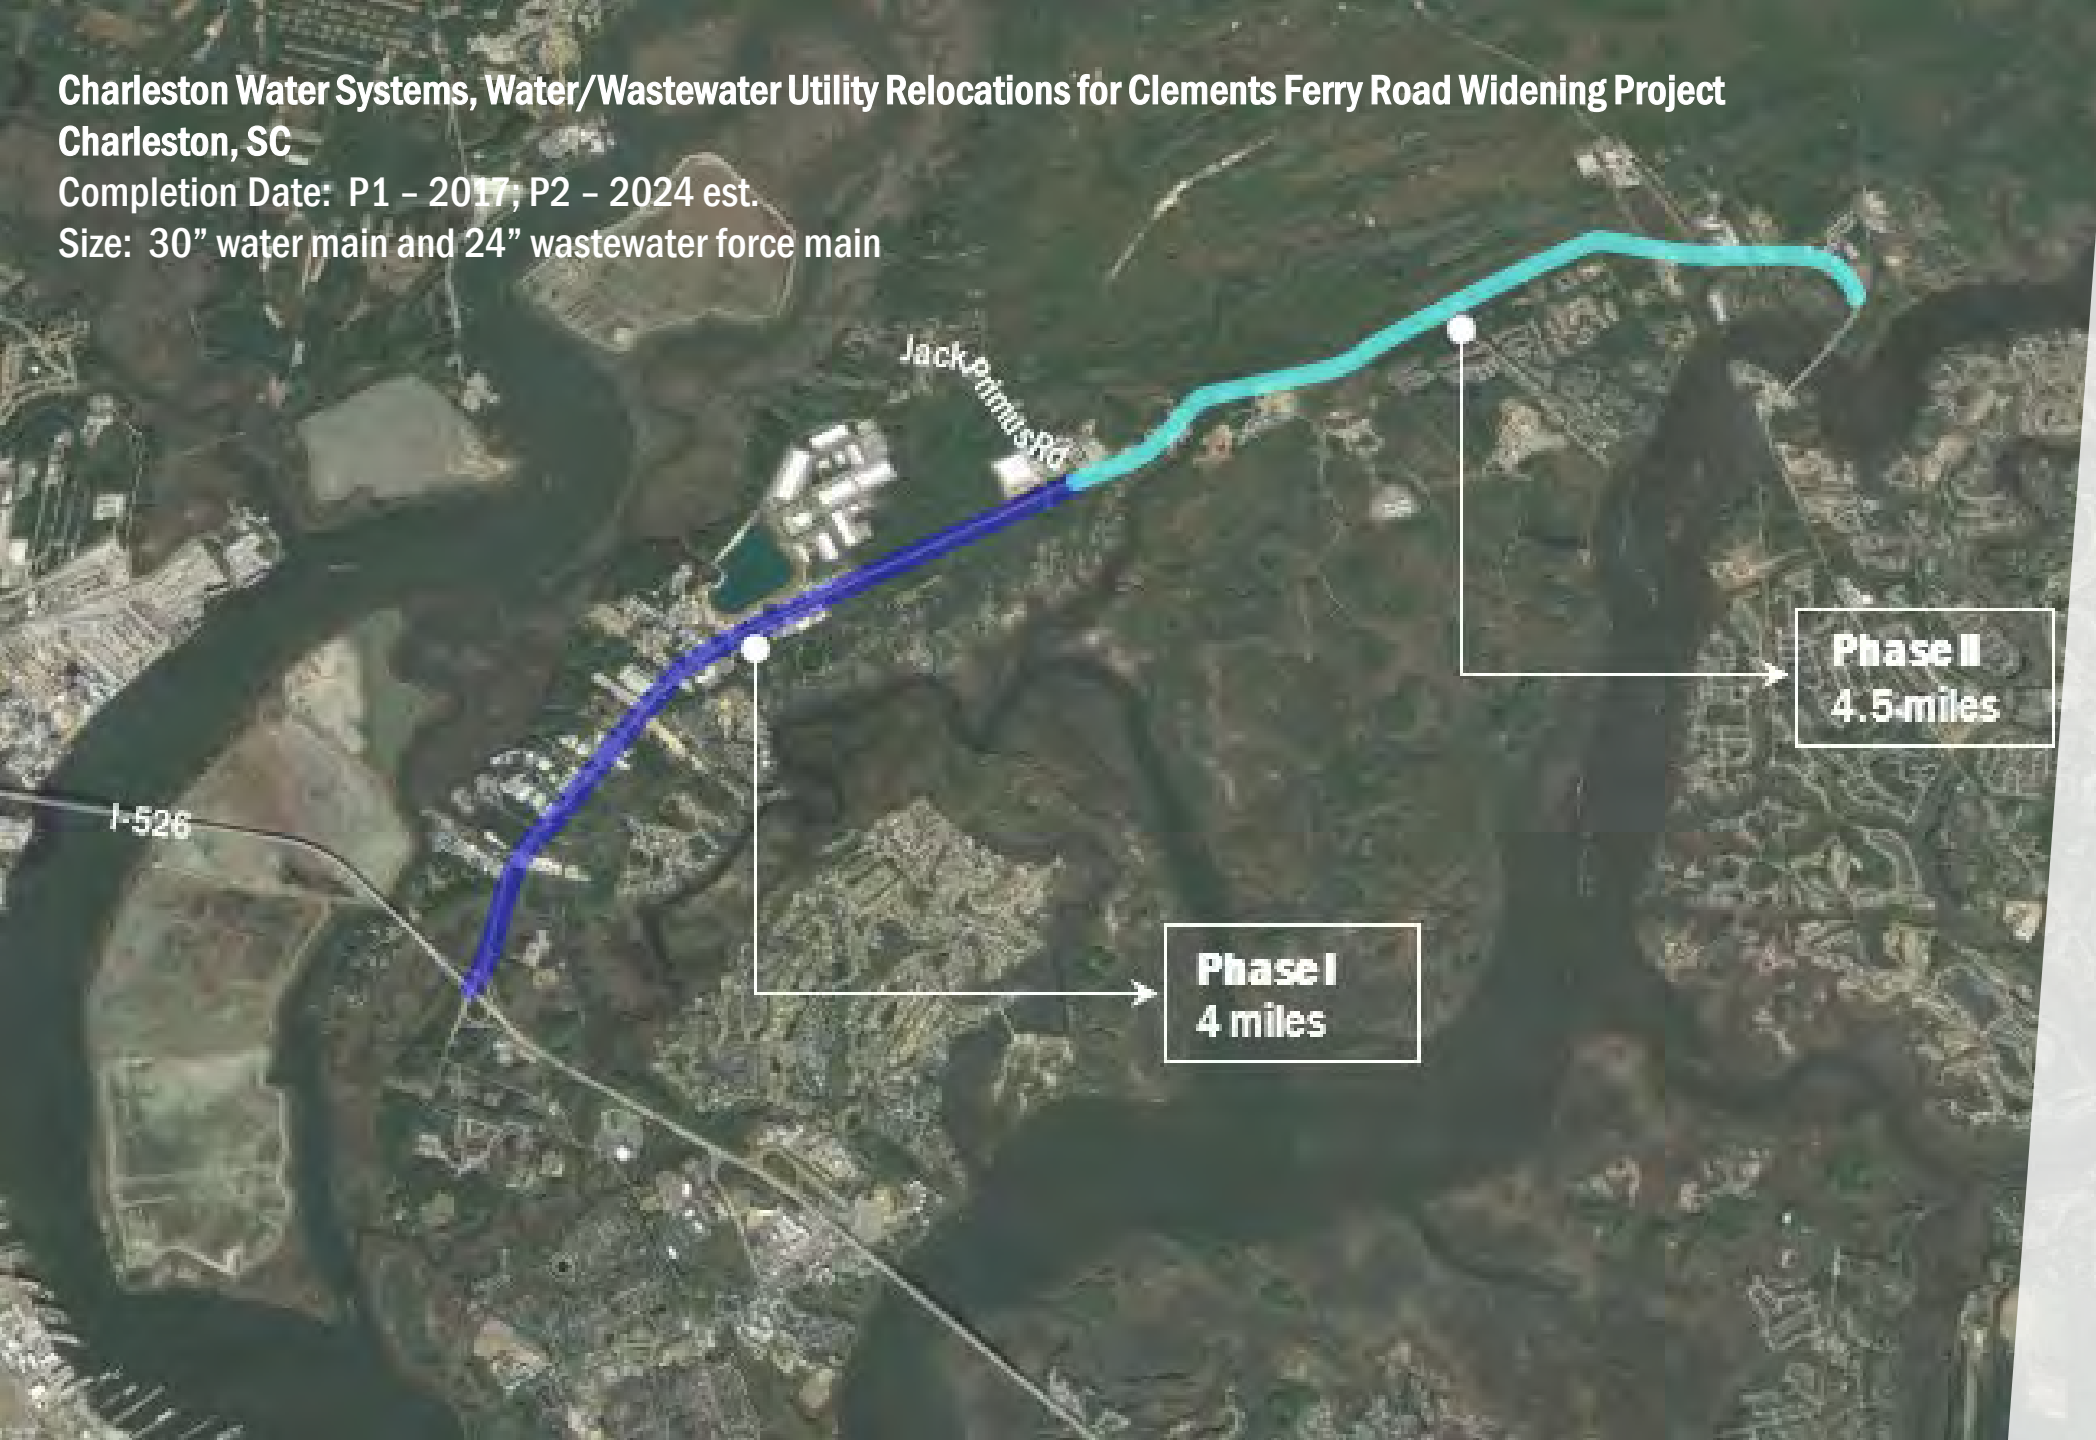 Charleston Water Systems, Water/Wastewater Utility Relocations for Clements Ferry Road Widening Project
Charleston, SC
Completion Date:  P1 – 2017; P2 – 2024 est.
Size:  30” water main and 24” wastewater force main
Jack Primus Rd
Phase II
4.5 miles
I-526
Phase I
4 miles